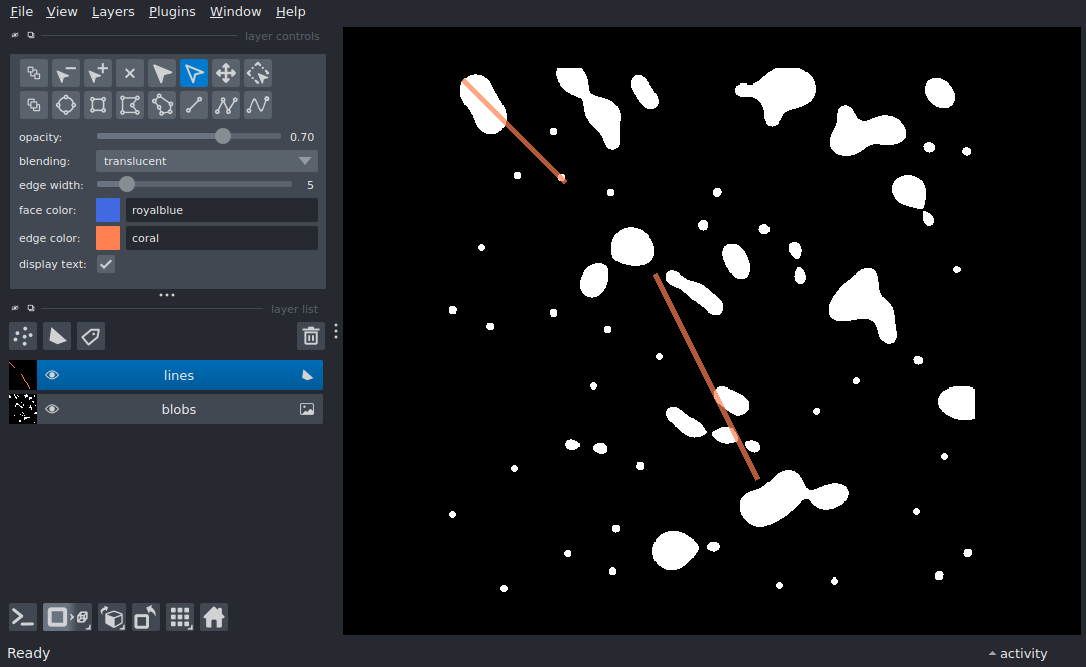 File View Layers Plugins Window Help
layer controls
opacity: 0.70
blending: translucent
edge width: 5
face color: royalblue
edge color: coral
display text:
layer list
lines
blobs
Ready
activity